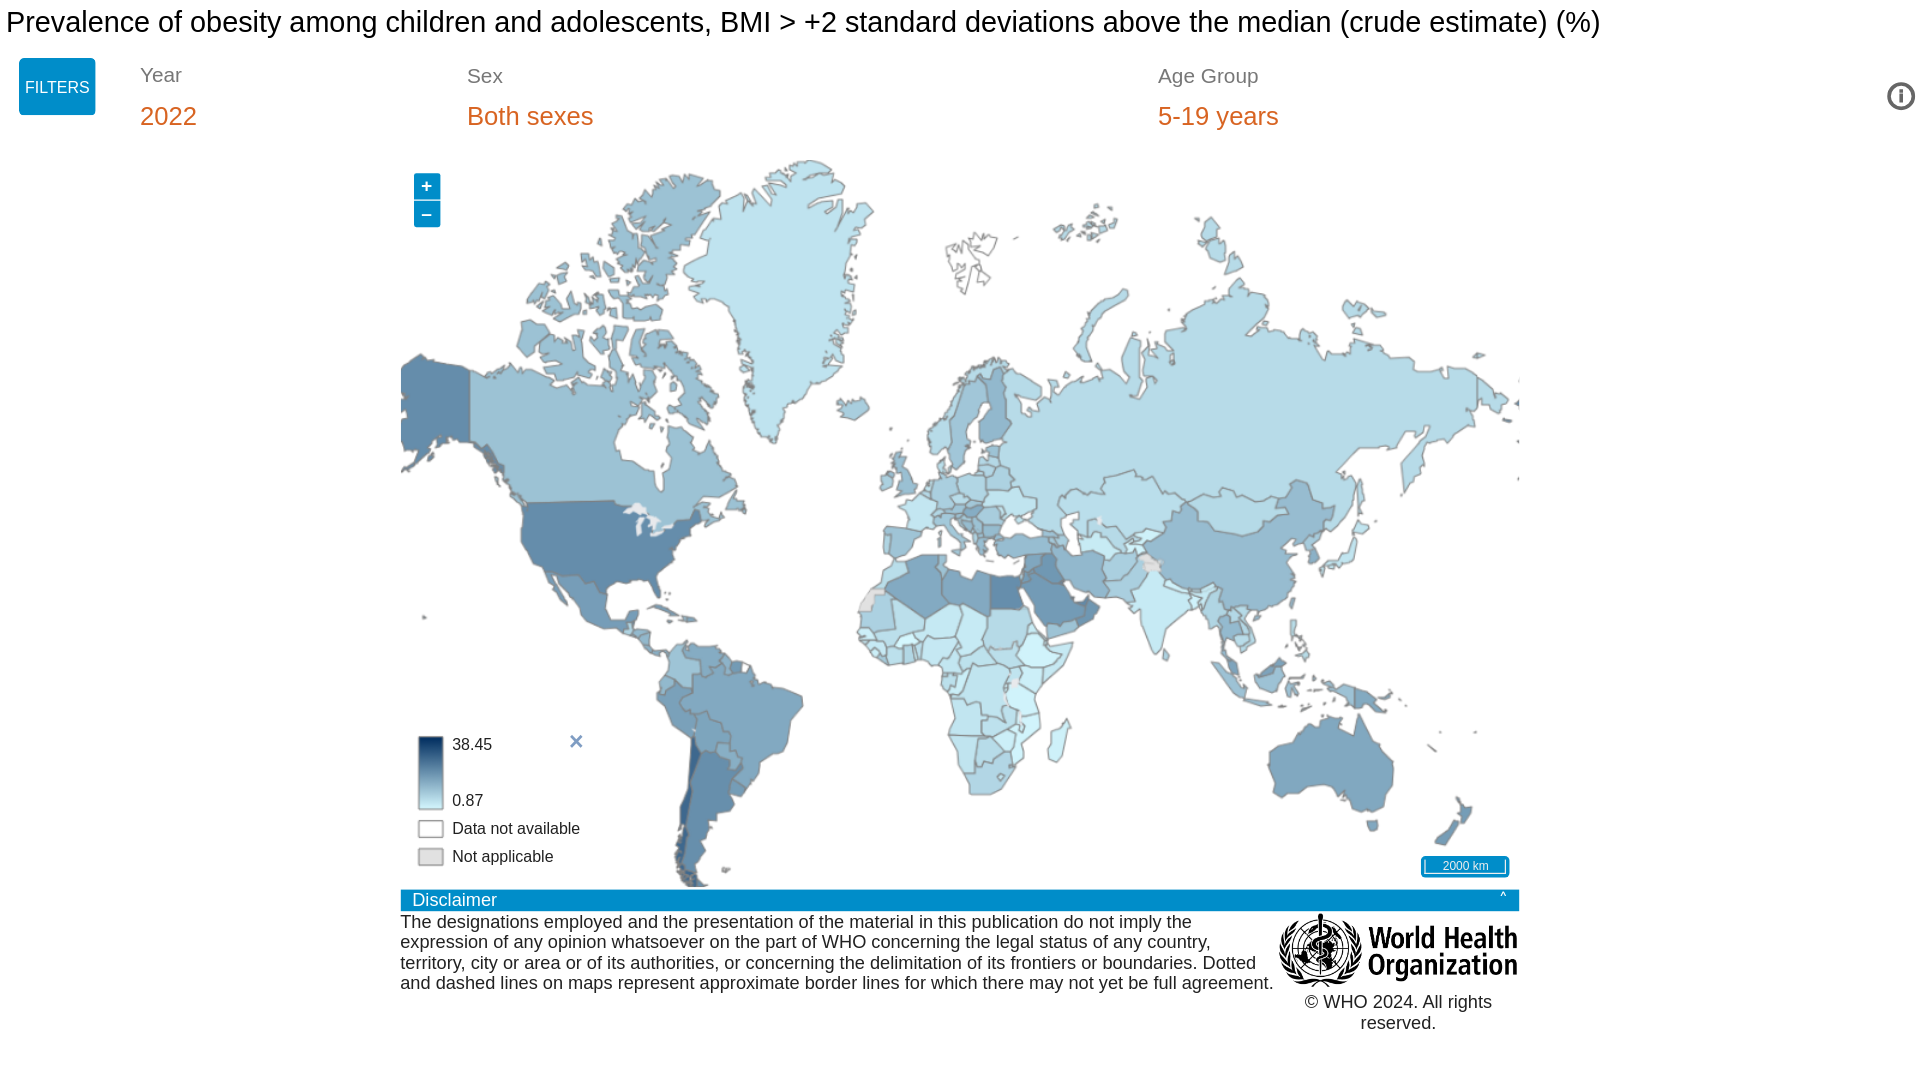 Prevalence of obesity among children and adolescents, BMI > +2 standard deviations above the median (crude estimate) (%)
FILTERS
Year
2022
Sex
Both sexes
Age Group
5-19 years
+
−
38.45
0.87
Data not available
Not applicable
2000 km
Disclaimer
The designations employed and the presentation of the material in this publication do not imply the
expression of any opinion whatsoever on the part of WHO concerning the legal status of any country,
territory, city or area or of its authorities, or concerning the delimitation of its frontiers or boundaries. Dotted
and dashed lines on maps represent approximate border lines for which there may not yet be full agreement.
World Health
Organization
© WHO 2024. All rights
reserved.